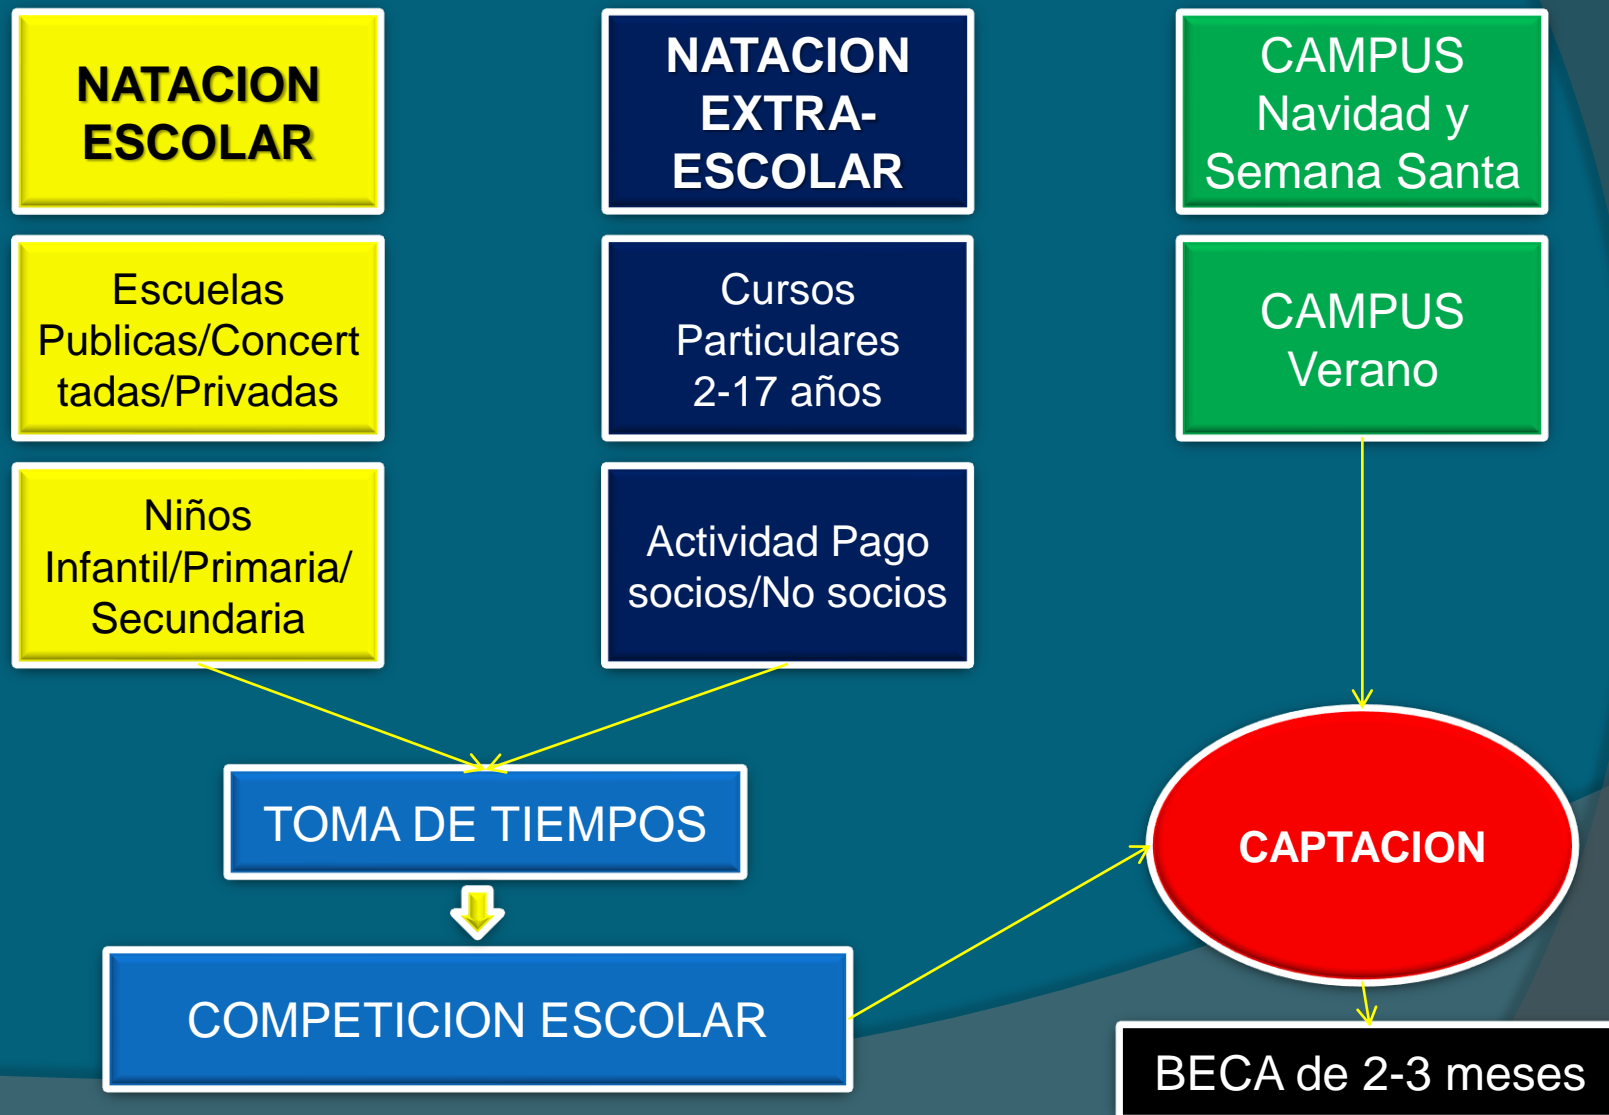 NATACION
ESCOLAR
Escuelas
Publicas/Concert
tadas/Privadas
Niños
Infantil/Primaria/
Secundaria
NATACION
EXTRA-
ESCOLAR
Cursos
Particulares
2-17 años
Actividad Pago
socios/No socios
CAMPUS
Navidad y
Semana Santa
CAMPUS
Verano
TOMA DE TIEMPOS
COMPETICION ESCOLAR
CAPTACION
BECA de 2-3 meses